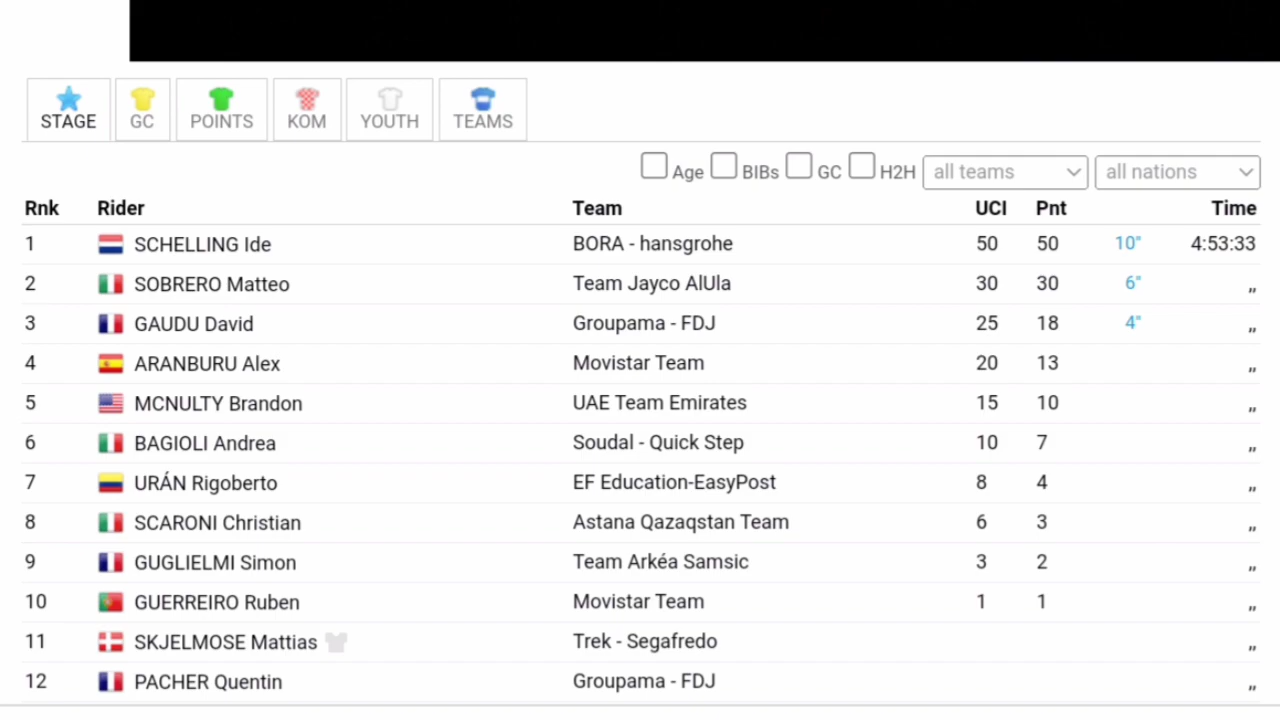 STAGE GC POINTS KOM YOUTH TEAMS
Age BIBs GC H2H all teams all nations
Rnk Rider Team UCI Pnt Time
1 SCHELLING Ide BORA - hansgrohe 50 50 10" 4:53:33
2 SOBRERO Matteo Team Jayco AlUla 30 30 6" ,,
3 GAUDU David Groupama - FDJ 25 18 4" ,,
4 ARANBURU Alex Movistar Team 20 13 ,,
5 MCNULTY Brandon UAE Team Emirates 15 10 ,,
6 BAGIOLI Andrea Soudal - Quick Step 10 7 ,,
7 URÁN Rigoberto EF Education-EasyPost 8 4 ,,
8 SCARONI Christian Astana Qazaqstan Team 6 3 ,,
9 GUGLIELMI Simon Team Arkéa Samsic 3 2 ,,
10 GUERREIRO Ruben Movistar Team 1 1 ,,
11 SKJELMOSE Mattias Trek - Segafredo ,,
12 PACHER Quentin Groupama - FDJ ,,